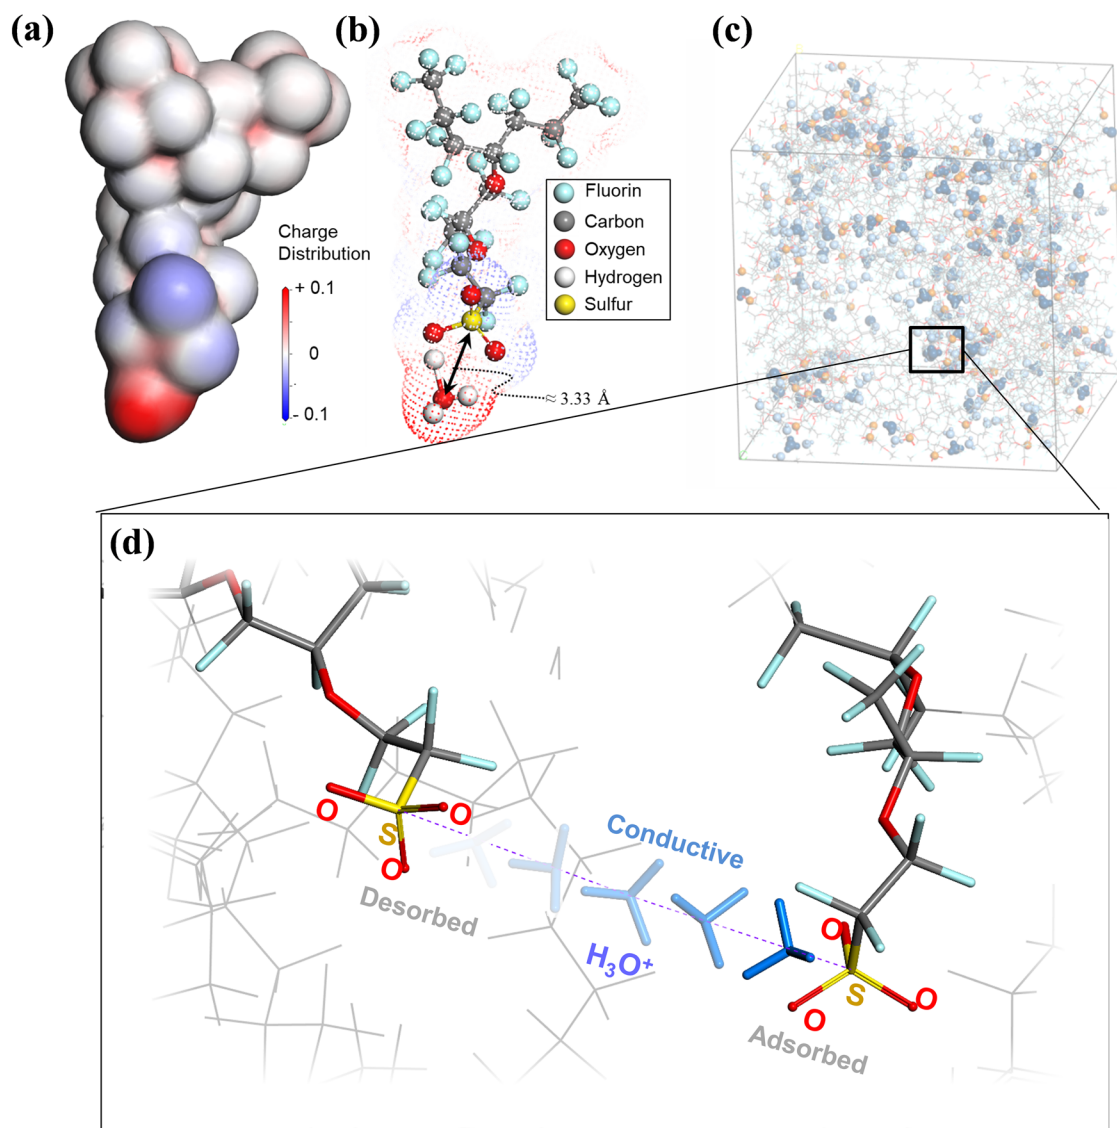 (a)
(b)
(c)
Charge
Distribution
+ 0.1
0
- 0.1
Fluorin
Carbon
Oxygen
Hydrogen
Sulfur
≈ 3.33 Å
(d)
O
S
O
O
Desorbed
Conductive
H₃O⁺
O
S
O
O
Adsorbed